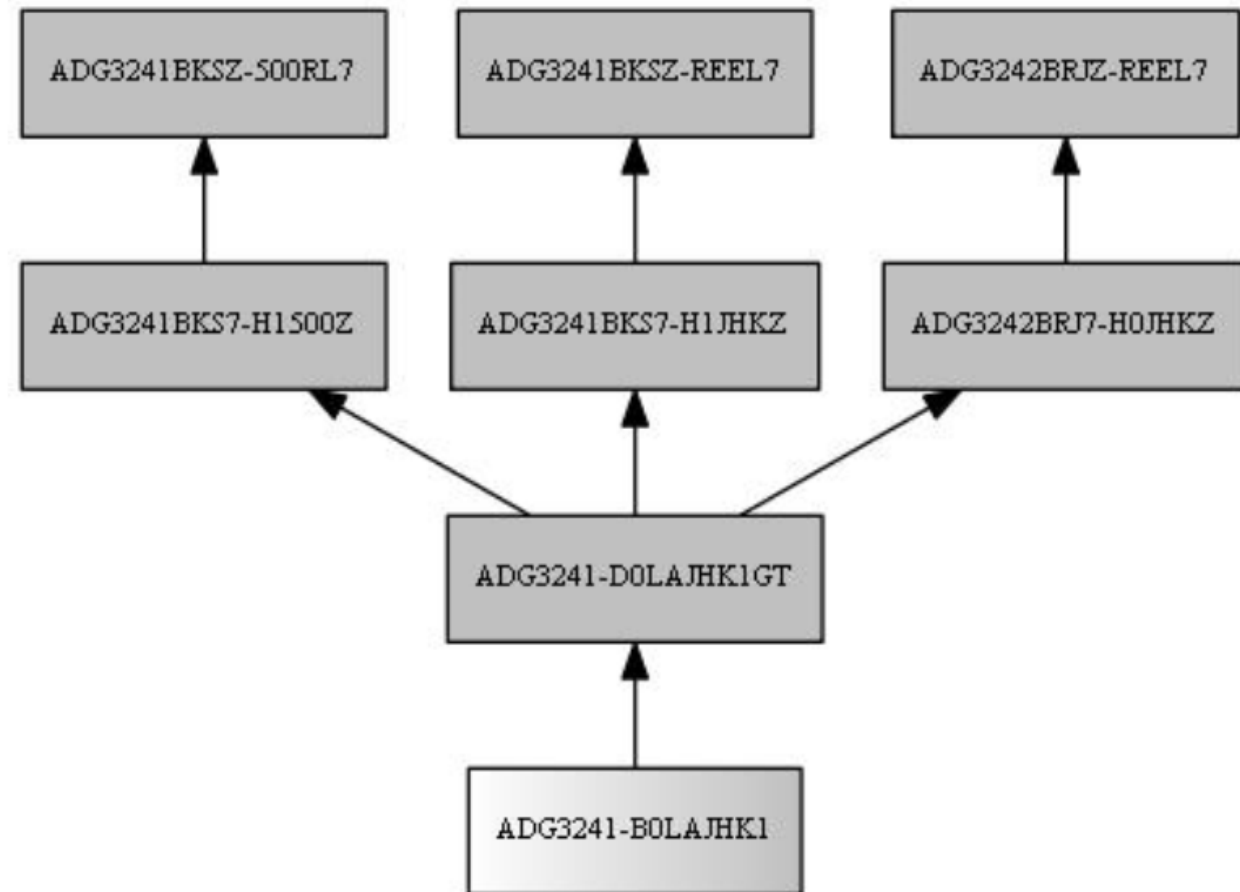 ADG3241BKSZ-500RL7
ADG3241BKSZ-REEL7
ADG3242BRJZ-REEL7
ADG3241BKS7-H1500Z
ADG3241BKS7-H1JHKZ
ADG3242BRJ7-H0JHKZ
ADG3241-D0LAJHK1GT
ADG3241-B0LAJHK1